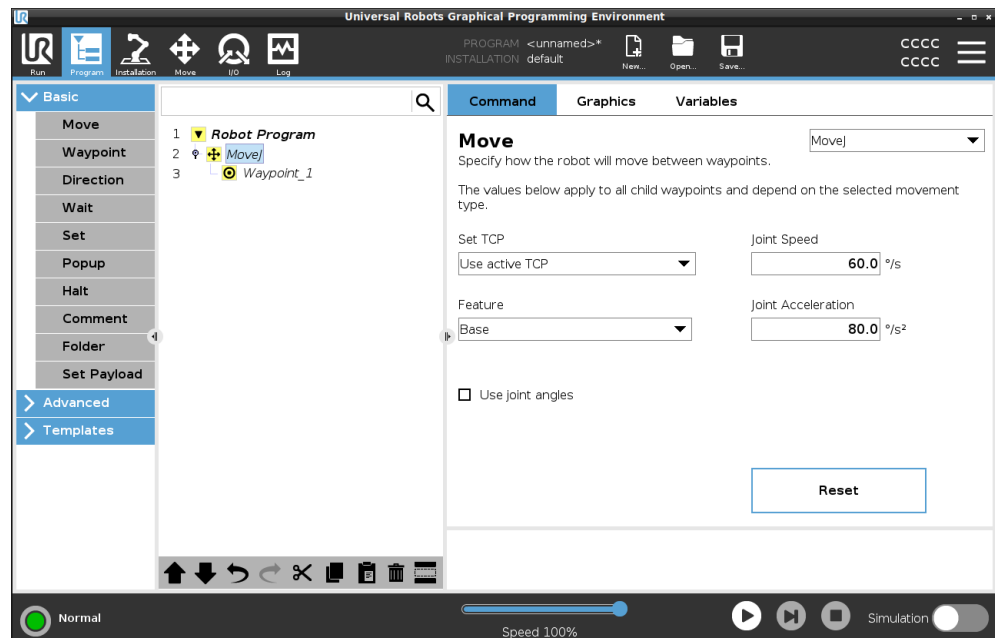 Universal Robots Graphical Programming Environment
UR
Run
Program
Installation
Move
I/O
Log
PROGRAM <unnamed>*
INSTALLATION default
New...
Open...
Save...
CCCC
CCCC
Basic
Move
Waypoint
Direction
Wait
Set
Popup
Halt
Comment
Folder
Set Payload
Advanced
Templates
1 Robot Program
2 MoveJ
3 Waypoint_1
Command Graphics Variables
Move
MoveJ
Specify how the robot will move between waypoints.
The values below apply to all child waypoints and depend on the selected movement
type.
Set TCP
Use active TCP
Joint Speed
60.0 °/s
Feature
Base
Joint Acceleration
80.0 °/s²
Use joint angles
Reset
Normal
Speed 100%
Simulation